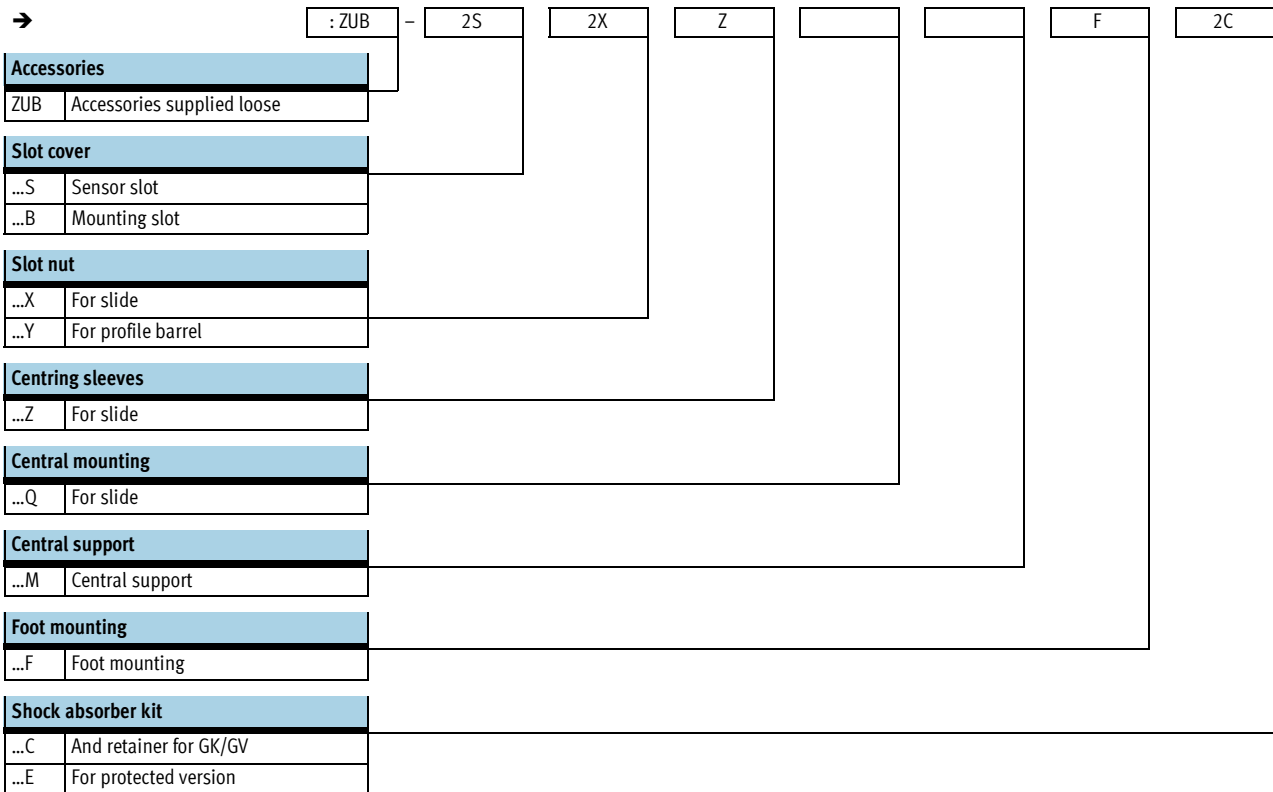 ➔ : ZUB – 2S 2X Z F 2C
Accessories
ZUB Accessories supplied loose
Slot cover
...S Sensor slot
...B Mounting slot
Slot nut
...X For slide
...Y For profile barrel
Centring sleeves
...Z For slide
Central mounting
...Q For slide
Central support
...M Central support
Foot mounting
...F Foot mounting
Shock absorber kit
...C And retainer for GK/GV
...E For protected version